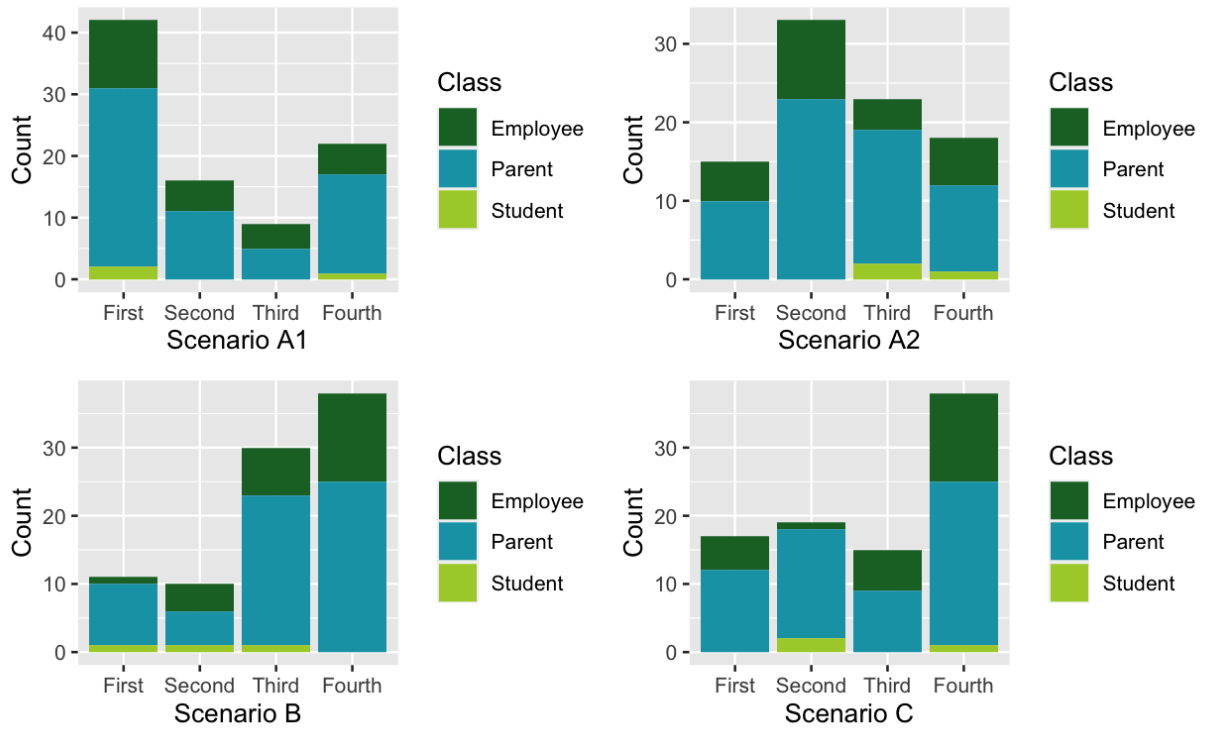 40
30
20
10
0
Count
First Second Third Fourth
Scenario A1
Class
Employee
Parent
Student
30
20
10
0
Count
First Second Third Fourth
Scenario A2
Class
Employee
Parent
Student
30
20
10
0
Count
First Second Third Fourth
Scenario B
Class
Employee
Parent
Student
30
20
10
0
Count
First Second Third Fourth
Scenario C
Class
Employee
Parent
Student